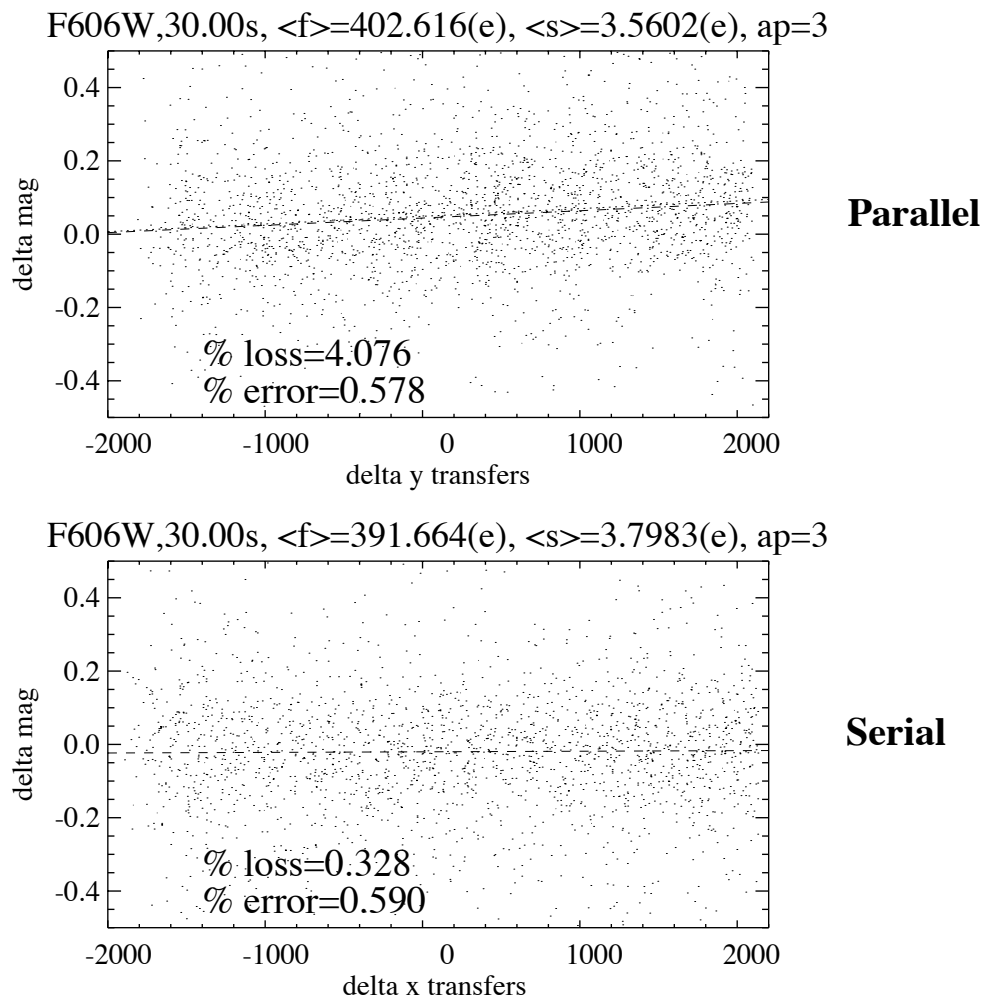 F606W,30.00s, <f>=402.616(e), <s>=3.5602(e), ap=3
0.4
0.2
0.0
-0.2
-0.4
delta mag
% loss=4.076
% error=0.578
-2000 -1000 0 1000 2000
delta y transfers
Parallel
F606W,30.00s, <f>=391.664(e), <s>=3.7983(e), ap=3
0.4
0.2
0.0
-0.2
-0.4
delta mag
% loss=0.328
% error=0.590
-2000 -1000 0 1000 2000
delta x transfers
Serial